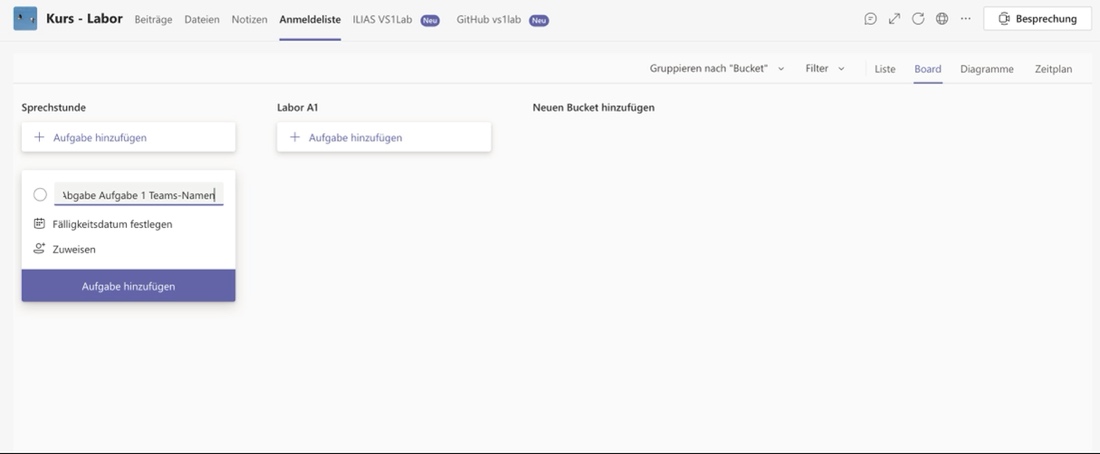 Kurs - Labor Beiträge Dateien Notizen Anmeldeliste ILIAS VS1Lab Neu GitHub vs1lab Neu Besprechung
Gruppieren nach "Bucket" Filter Liste Board Diagramme Zeitplan
Sprechstunde Labor A1 Neuen Bucket hinzufügen
Aufgabe hinzufügen Aufgabe hinzufügen
Abgabe Aufgabe 1 Teams-Namen
Fälligkeitsdatum festlegen
Zuweisen
Aufgabe hinzufügen